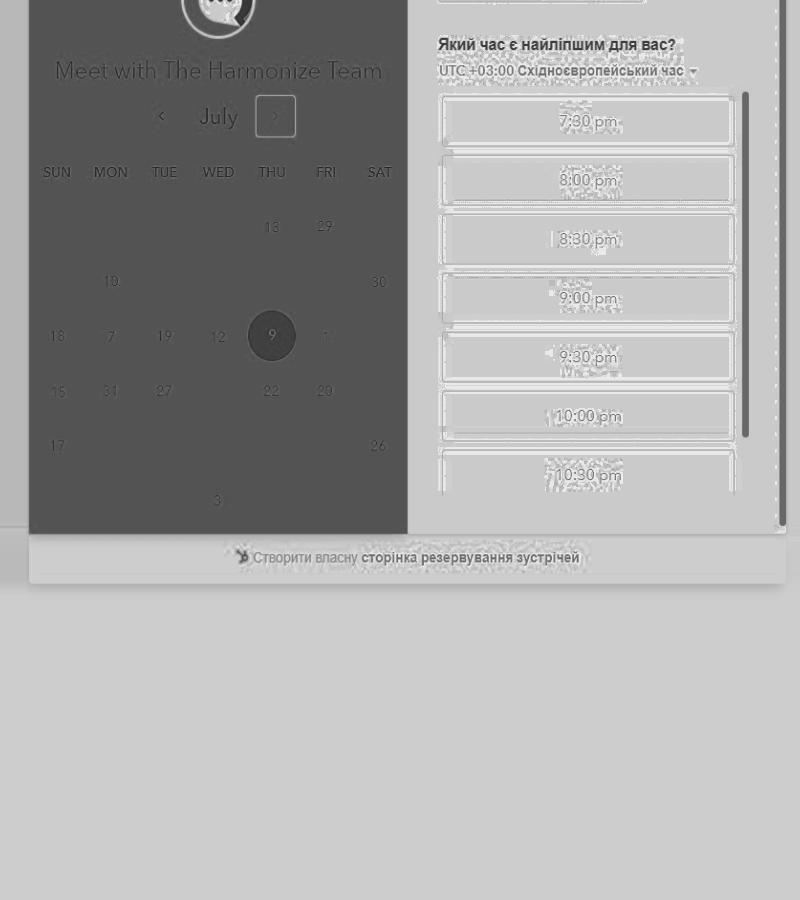 Meet with The Harmonize Team
July
SUN MON TUE WED THU FRI SAT
13 29
10 30
18 7 19 12 9 1
15 31 27 22 20
17 26
3
Який час є найліпшим для вас?
UTC +03:00 Східноєвропейський час
7:30 pm
8:00 pm
8:30 pm
9:00 pm
9:30 pm
10:00 pm
10:30 pm
Створити власну сторінка резервування зустрічей